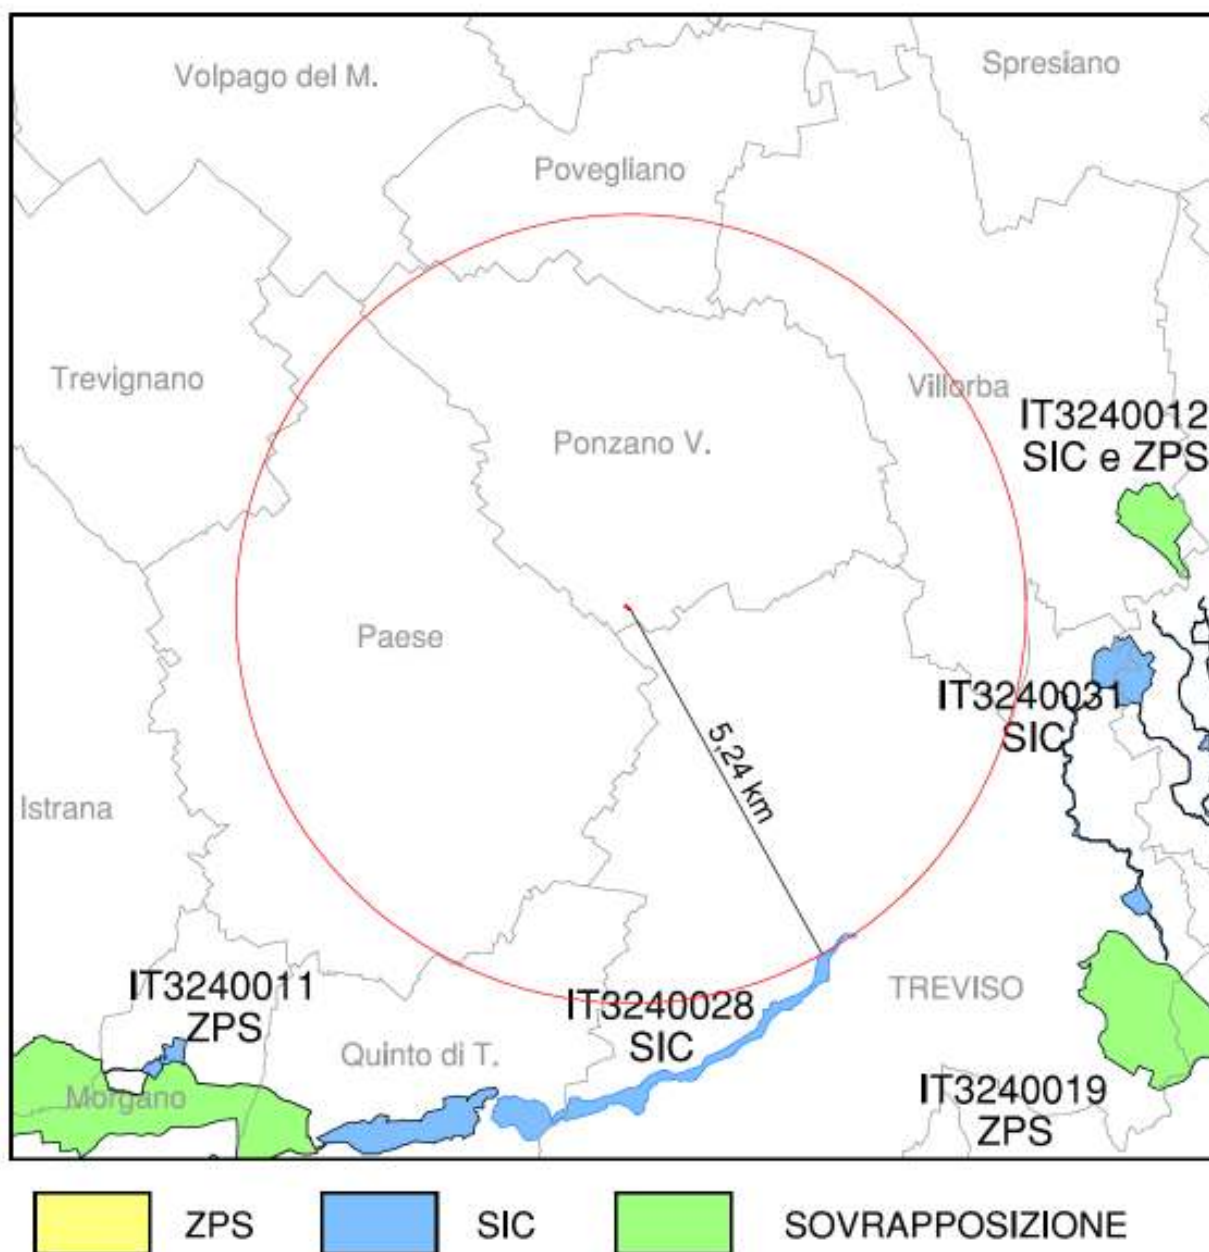 Volpago del M.
Spresiano
Povegliano
Trevignano
Villorba
IT3240012
SIC e ZPS
Ponzano V.
Paese
IT3240031
SIC
5,24 km
Istrana
IT3240011
ZPS
IT3240028
SIC
TREVISO
Quinto di T.
Morgano
IT3240019
ZPS
ZPS
SIC
SOVRAPPOSIZIONE